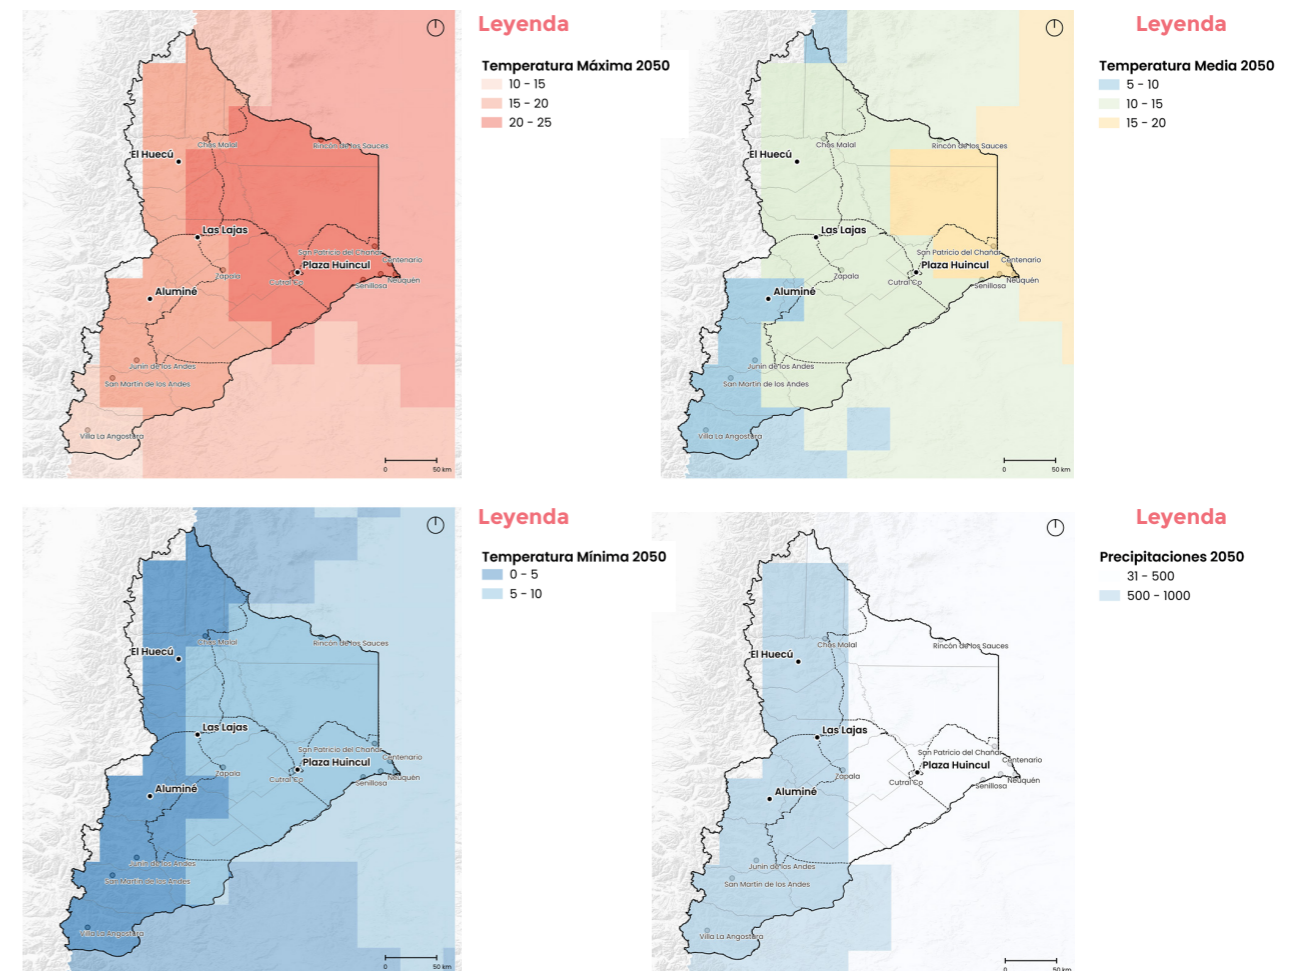 Leyenda
Temperatura Máxima 2050
10 - 15
15 - 20
20 - 25
Chos Malal
Rincón de los Sauces
El Huecú
Las Lajas
San Patricio del Chañar
Centenario
Plaza Huincul
Zapala
Cutral Co
Senillosa
Neuquén
Aluminé
Junín de los Andes
San Martín de los Andes
Villa La Angostura
0 50 km
Leyenda
Temperatura Media 2050
5 - 10
10 - 15
15 - 20
Chos Malal
Rincón de los Sauces
El Huecú
Las Lajas
San Patricio del Chañar
Centenario
Plaza Huincul
Zapala
Cutral Co
Senillosa
Neuquén
Aluminé
Junín de los Andes
San Martín de los Andes
Villa La Angostura
0 50 km
Leyenda
Temperatura Mínima 2050
0 - 5
5 - 10
Chos Malal
Rincón de los Sauces
El Huecú
Las Lajas
San Patricio del Chañar
Centenario
Plaza Huincul
Zapala
Cutral Co
Senillosa
Neuquén
Aluminé
Junín de los Andes
San Martín de los Andes
Villa La Angostura
0 50 km
Leyenda
Precipitaciones 2050
31 - 500
500 - 1000
Chos Malal
Rincón de los Sauces
El Huecú
Las Lajas
San Patricio del Chañar
Centenario
Plaza Huincul
Zapala
Cutral Co
Senillosa
Neuquén
Aluminé
Junín de los Andes
San Martín de los Andes
Villa La Angostura
0 50 km